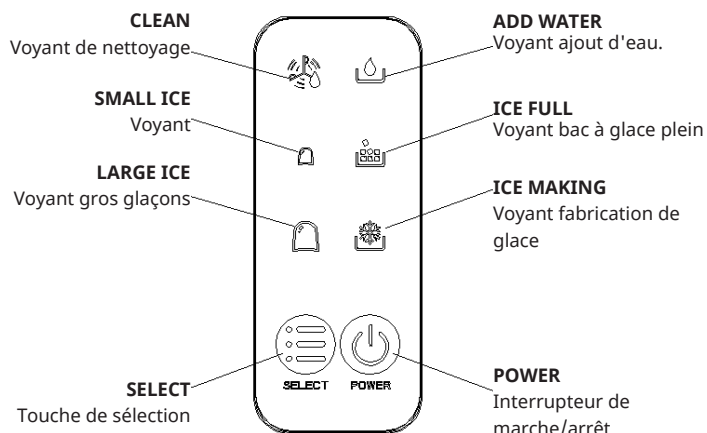 CLEAN
Voyant de nettoyage
SMALL ICE
Voyant
LARGE ICE
Voyant gros glaçons
SELECT
Touche de sélection
ADD WATER
Voyant ajout d'eau.
ICE FULL
Voyant bac à glace plein
ICE MAKING
Voyant fabrication de
glace
POWER
Interrupteur de
marche/arrêt
SELECT
POWER